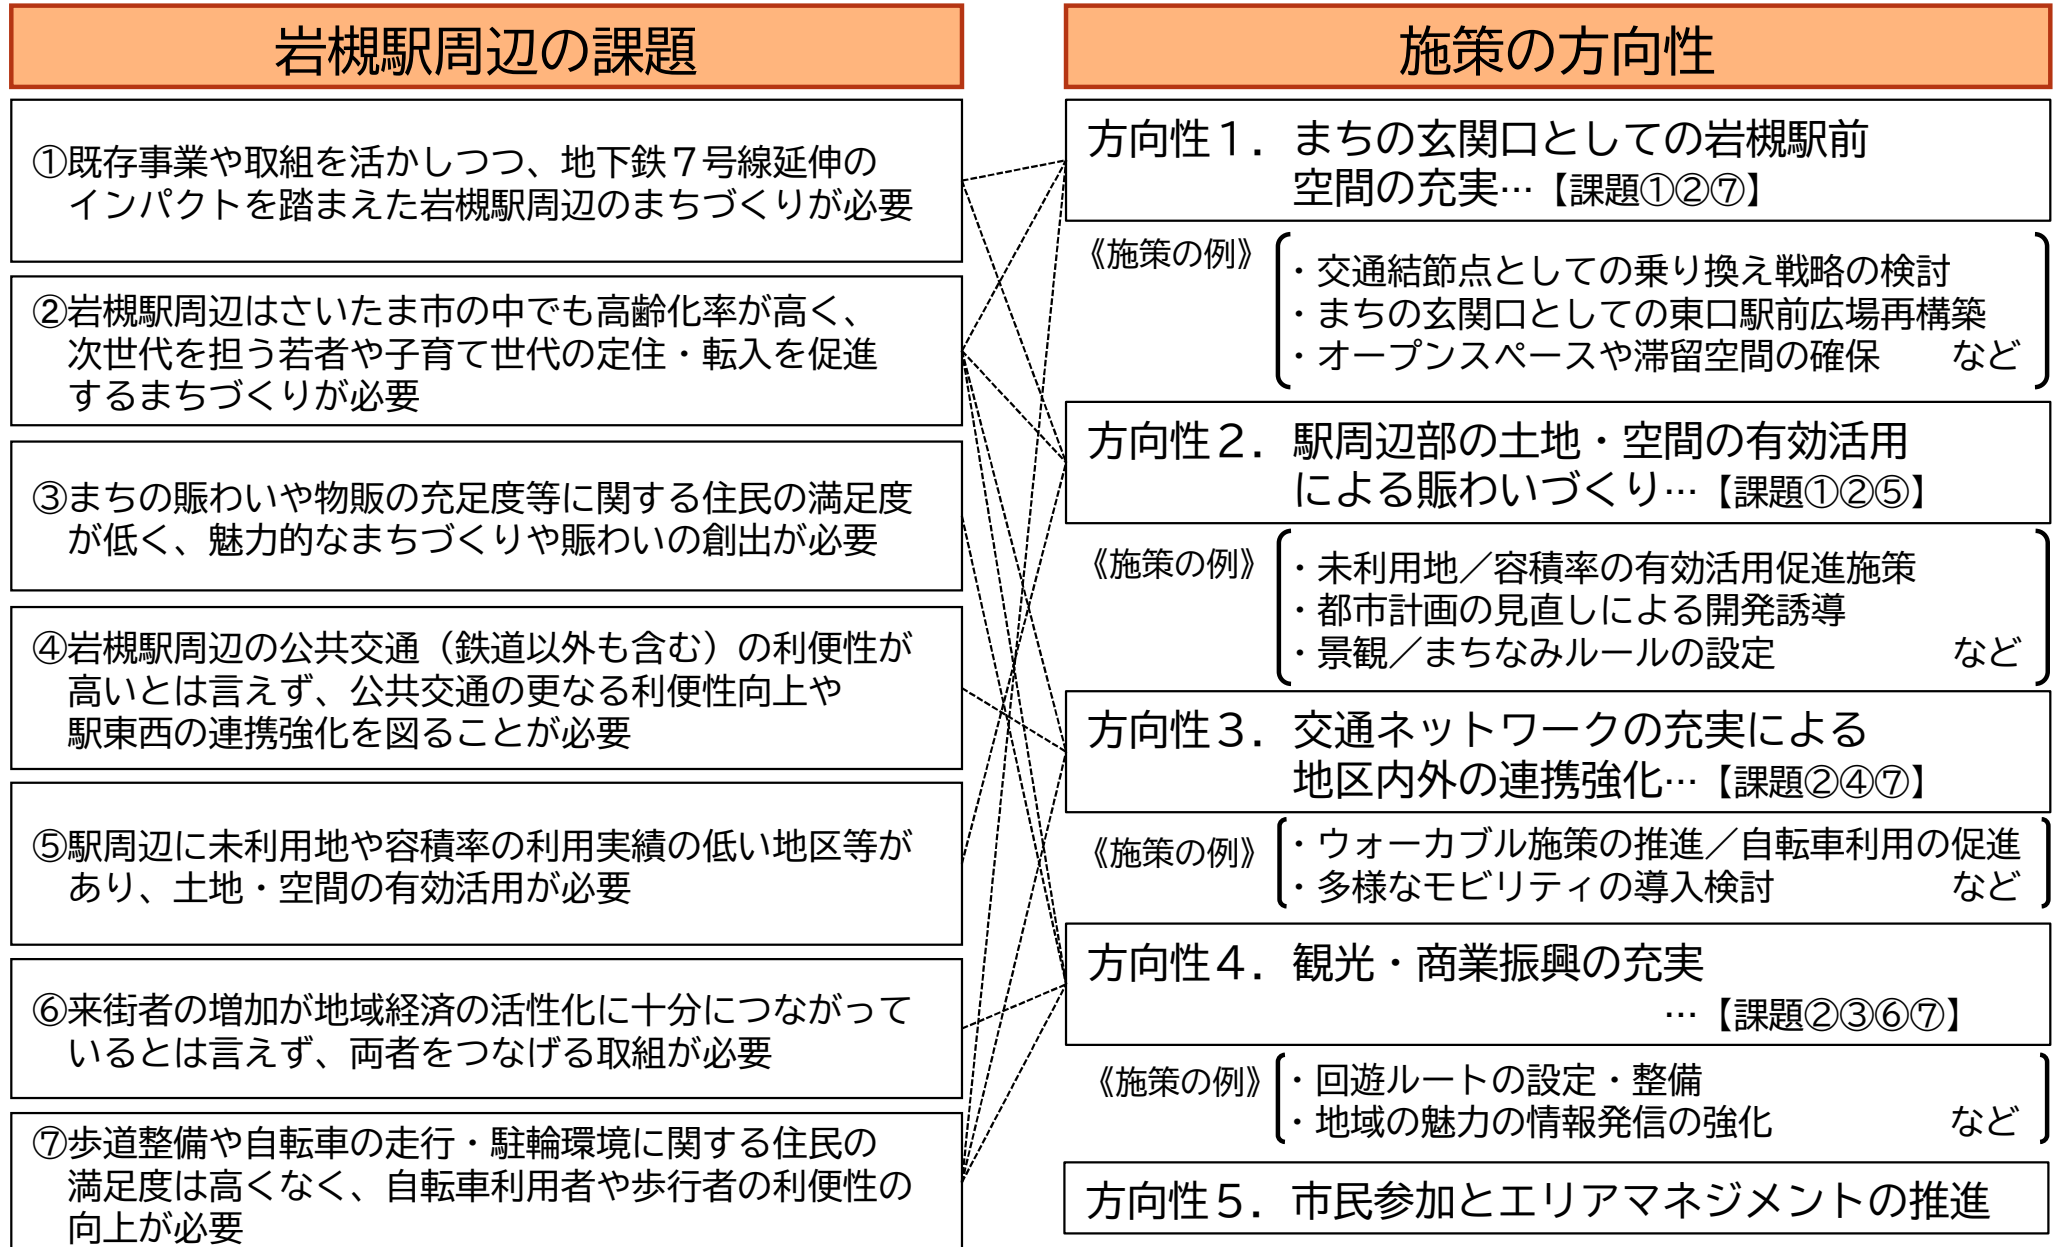 岩槻駅周辺の課題
①既存事業や取組を活かしつつ、地下鉄７号線延伸の
インパクトを踏まえた岩槻駅周辺のまちづくりが必要
②岩槻駅周辺はさいたま市の中でも高齢化率が高く、
次世代を担う若者や子育て世代の定住・転入を促進
するまちづくりが必要
③まちの賑わいや物販の充足度等に関する住民の満足度
が低く、魅力的なまちづくりや賑わいの創出が必要
④岩槻駅周辺の公共交通（鉄道以外も含む）の利便性が
高いとは言えず、公共交通の更なる利便性向上や
駅東西の連携強化を図ることが必要
⑤駅周辺に未利用地や容積率の利用実績の低い地区等が
あり、土地・空間の有効活用が必要
⑥来街者の増加が地域経済の活性化に十分につながって
いるとは言えず、両者をつなげる取組が必要
⑦歩道整備や自転車の走行・駐輪環境に関する住民の
満足度は高くなく、自転車利用者や歩行者の利便性の
向上が必要
施策の方向性
方向性１．まちの玄関口としての岩槻駅前
空間の充実…【課題①②⑦】
《施策の例》
・交通結節点としての乗り換え戦略の検討
・まちの玄関口としての東口駅前広場再構築
・オープンスペースや滞留空間の確保　　など
方向性２．駅周辺部の土地・空間の有効活用
による賑わいづくり…【課題①②⑤】
《施策の例》
・未利用地／容積率の有効活用促進施策
・都市計画の見直しによる開発誘導
・景観／まちなみルールの設定　　など
方向性３．交通ネットワークの充実による
地区内外の連携強化…【課題②④⑦】
《施策の例》
・ウォーカブル施策の推進／自転車利用の促進
・多様なモビリティの導入検討　　など
方向性４．観光・商業振興の充実
…【課題②③⑥⑦】
《施策の例》
・回遊ルートの設定・整備
・地域の魅力の情報発信の強化　　など
方向性５．市民参加とエリアマネジメントの推進